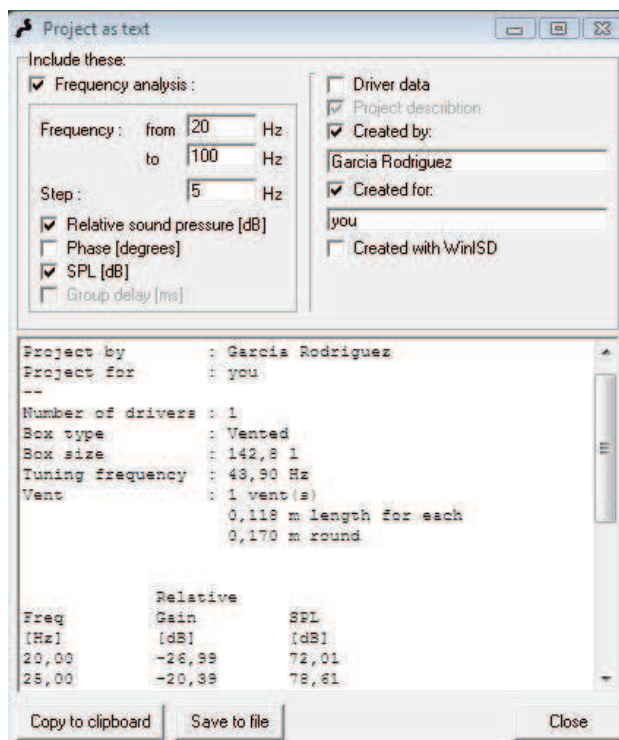 Project as text
Include these:
Frequency analysis :
Frequency : from 20 Hz
to 100 Hz
Step : 5 Hz
Relative sound pressure [dB]
Phase [degrees]
SPL [dB]
Group delay [ms]
Driver data
Project describtion
Created by:
Garcia Rodriguez
Created for:
you
Created with WinISD
Project by : Garcia Rodriguez
Project for : you
--
Number of drivers : 1
Box type : Vented
Box size : 142,8 l
Tuning frequency : 43,90 Hz
Vent : 1 vent(s)
0,118 m length for each
0,170 m round
Relative
Freq Gain SPL
[Hz] [dB] [dB]
20,00 -26,99 72,01
25,00 -20,39 78,61
Copy to clipboard Save to file Close